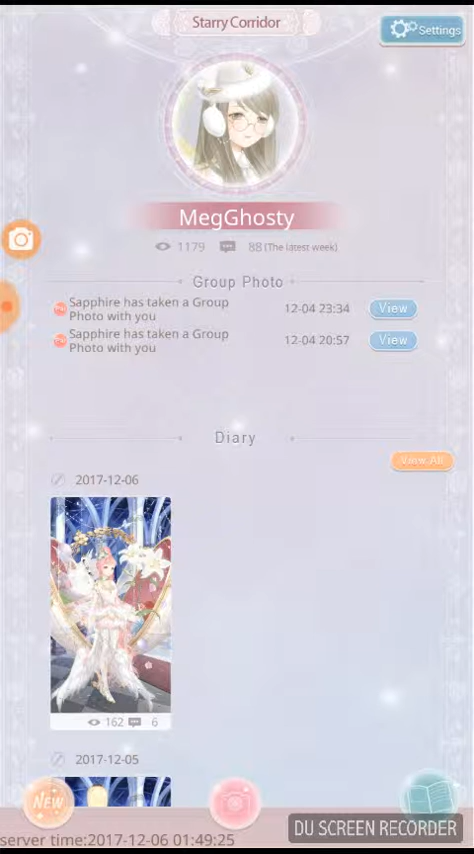 Starry Corridor
Settings
MegGhosty
1179 88 (The latest week)
Group Photo
Sapphire has taken a Group
Photo with you
12-04 23:34
View
Sapphire has taken a Group
Photo with you
12-04 20:57
View
Diary
View All
2017-12-06
162 6
2017-12-05
NEW
DU SCREEN RECORDER
server time:2017-12-06 01:49:25